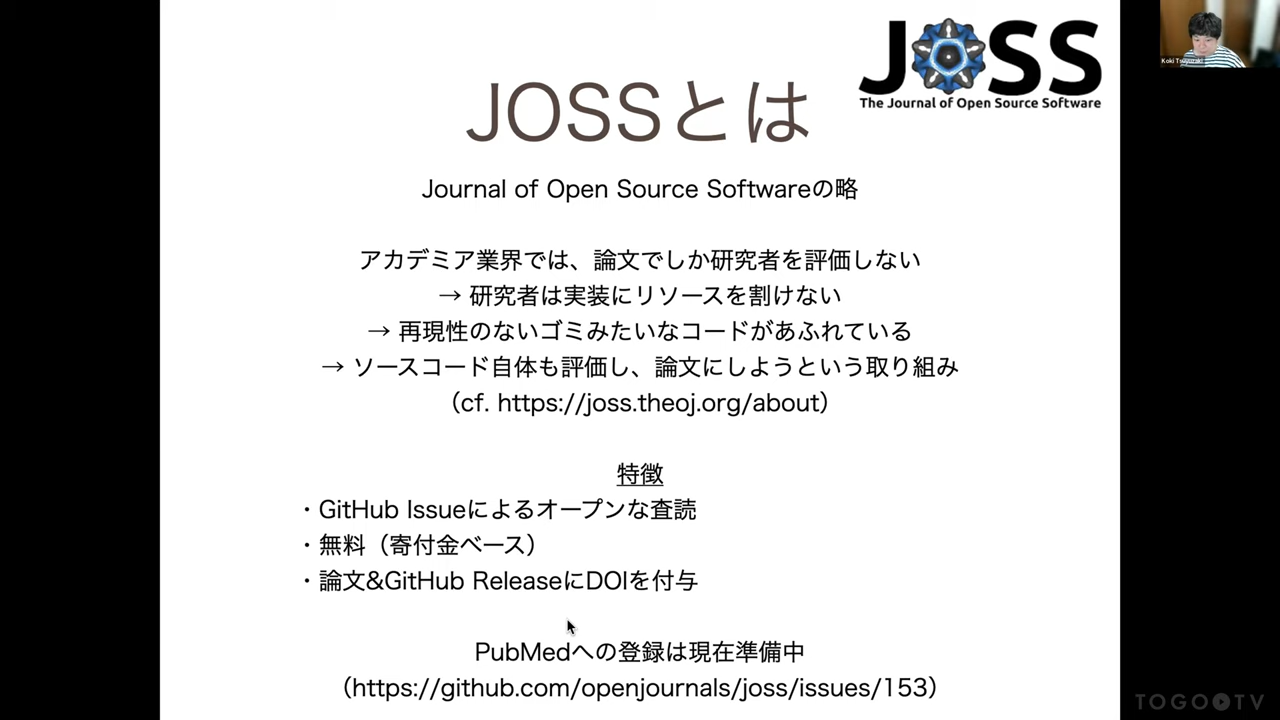 JOSS
The Journal of Open Source Software
JOSSとは
Journal of Open Source Softwareの略
アカデミア業界では、論文でしか研究者を評価しない
→ 研究者は実装にリソースを割けない
→ 再現性のないゴミみたいなコードがあふれている
→ ソースコード自体も評価し、論文にしようという取り組み
（cf. https://joss.theoj.org/about）
特徴
・GitHub Issueによるオープンな査読
・無料（寄付金ベース）
・論文&GitHub ReleaseにDOIを付与
PubMedへの登録は現在準備中
（https://github.com/openjournals/joss/issues/153）
Koki
TOGOTV